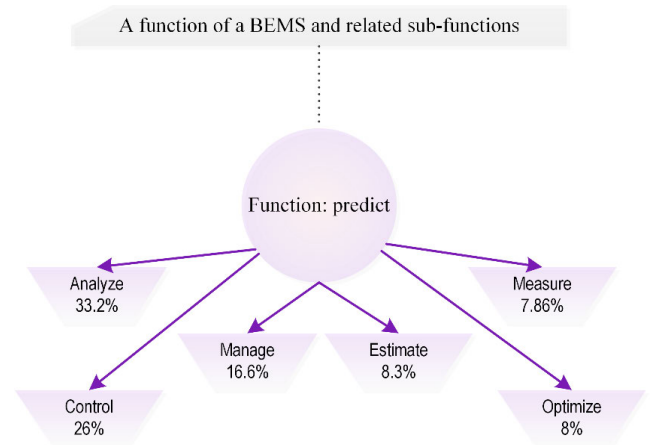 A function of a BEMS and related sub-functions
Function: predict
Analyze
33.2%
Measure
7.86%
Manage
16.6%
Estimate
8.3%
Control
26%
Optimize
8%